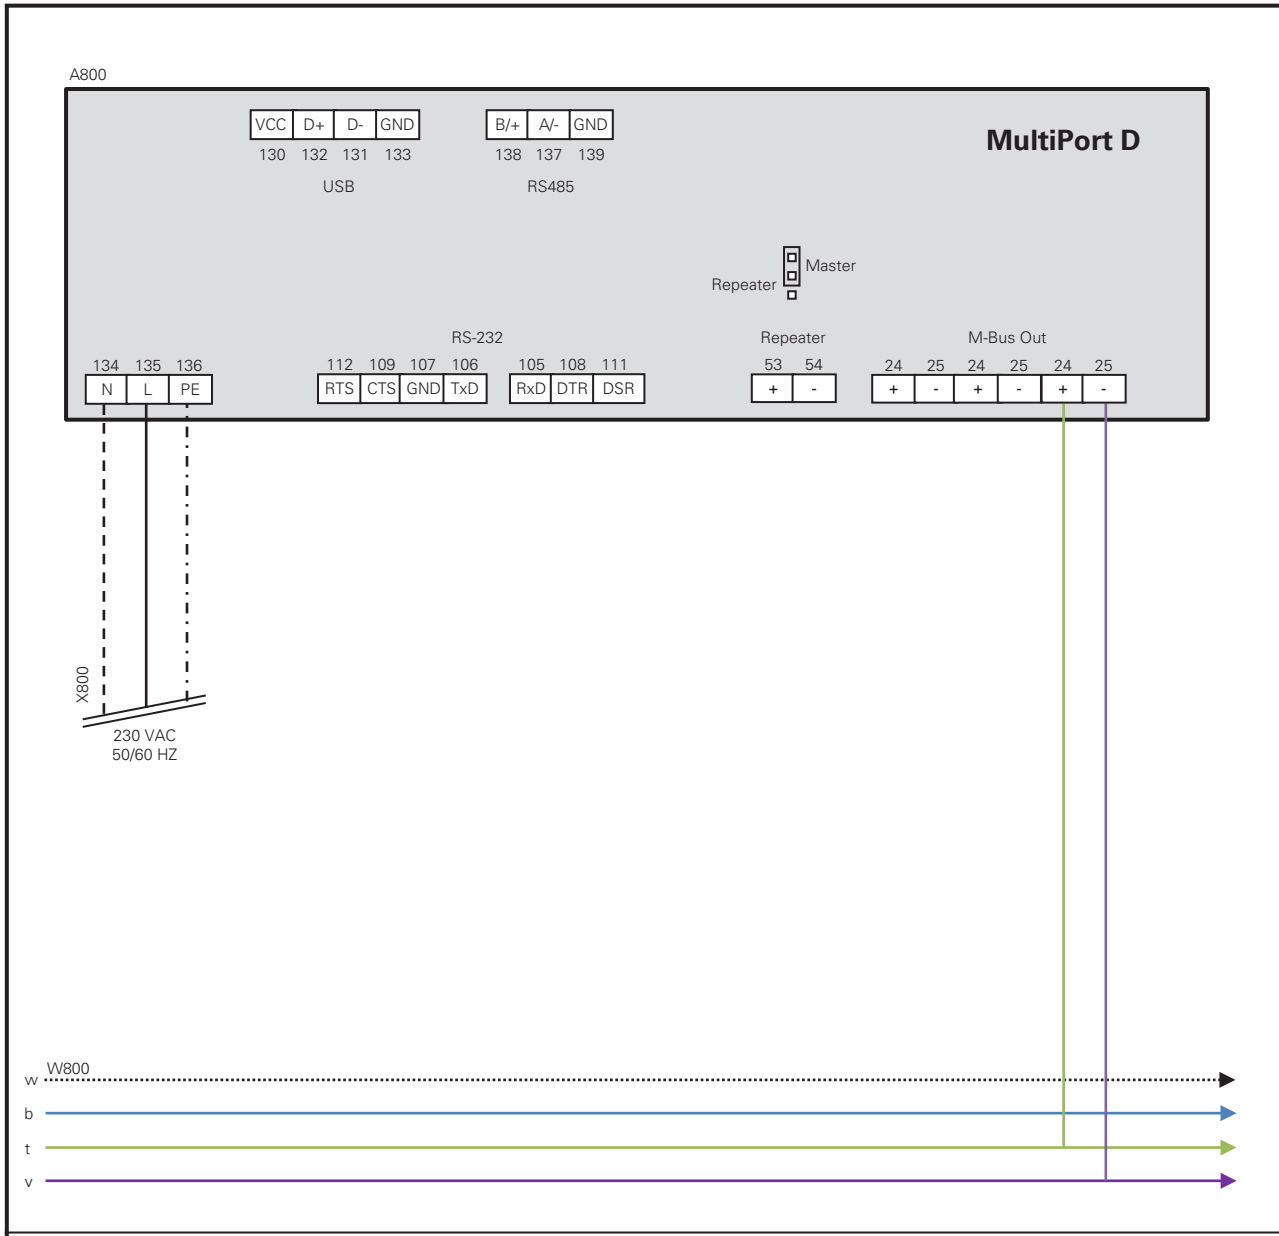 A800
VCC D+ D- GND
B/+ A/- GND
MultiPort D
130 132 131 133
138 137 139
USB
RS485
Master
Repeater
RS-232
Repeater
M-Bus Out
134 135 136
112 109 107 106
105 108 111
53 54
24 25 24 25 24 25
N L PE
RTS CTS GND TxD
RxD DTR DSR
+ -
+ - + - + -
X800
230 VAC
50/60 HZ
W800
w
b
t
v